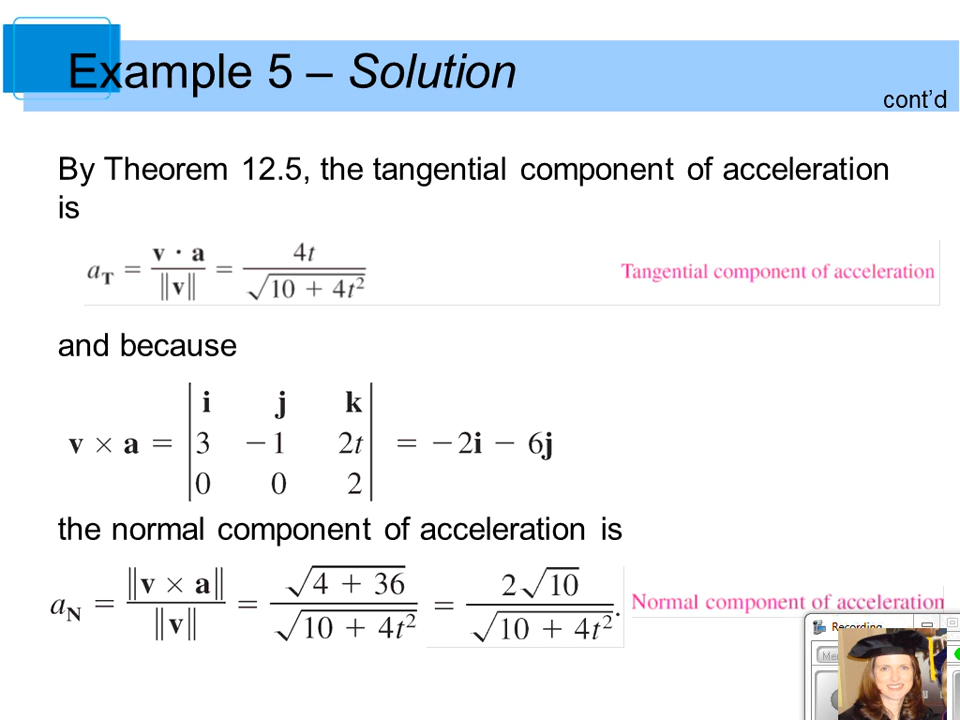 Example 5 – Solution
cont'd
By Theorem 12.5, the tangential component of acceleration
is
a_T = (v · a)/‖v‖ = 4t/√(10 + 4t²) Tangential component of acceleration
and because
v × a = | i j k |
| 3 −1 2t | = −2i − 6j
| 0 0 2 |
the normal component of acceleration is
a_N = ‖v × a‖/‖v‖ = √(4 + 36)/√(10 + 4t²) = 2√10/√(10 + 4t²). Normal component of acceleration
Recording